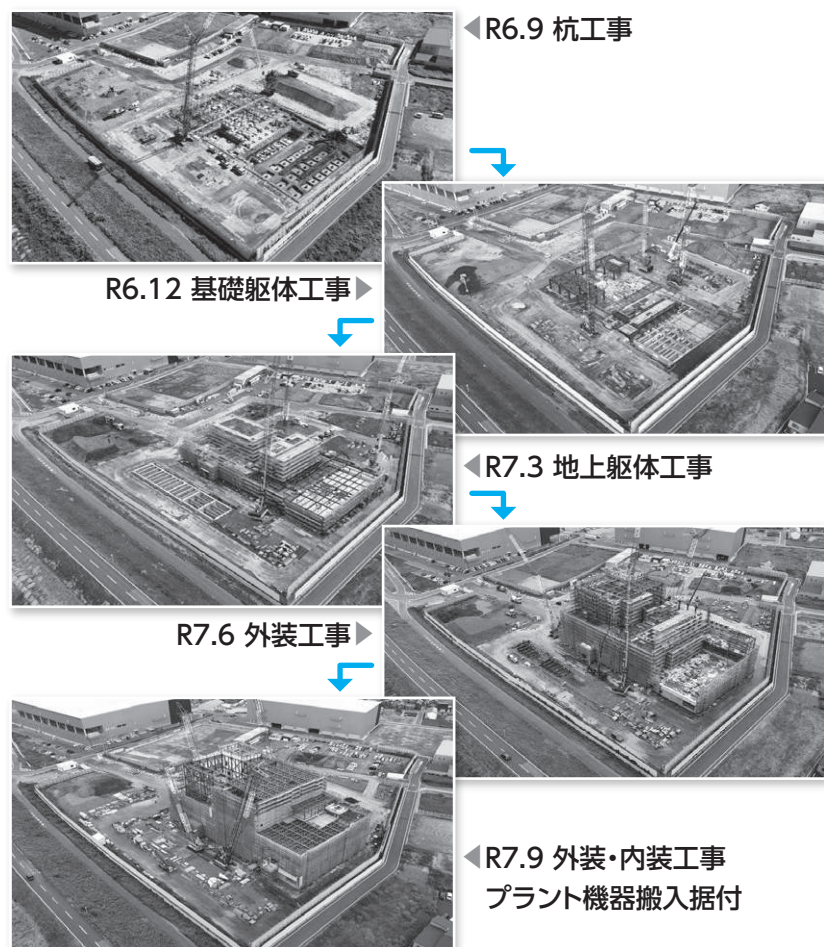 ◀R6.9 杭工事
R6.12 基礎躯体工事▶
◀R7.3 地上躯体工事
R7.6 外装工事▶
◀R7.9 外装・内装工事
プラント機器搬入据付